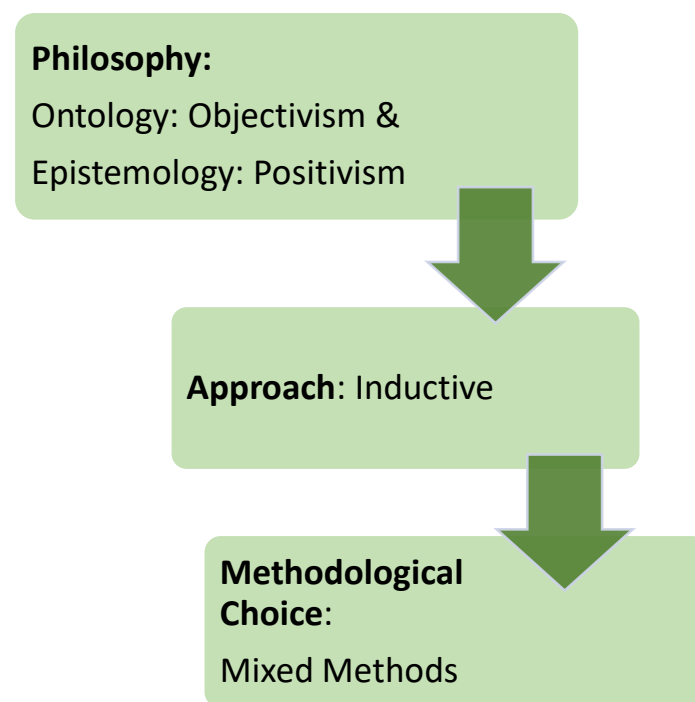 Philosophy:
Ontology: Objectivism &
Epistemology: Positivism
Approach: Inductive
Methodological
Choice:
Mixed Methods